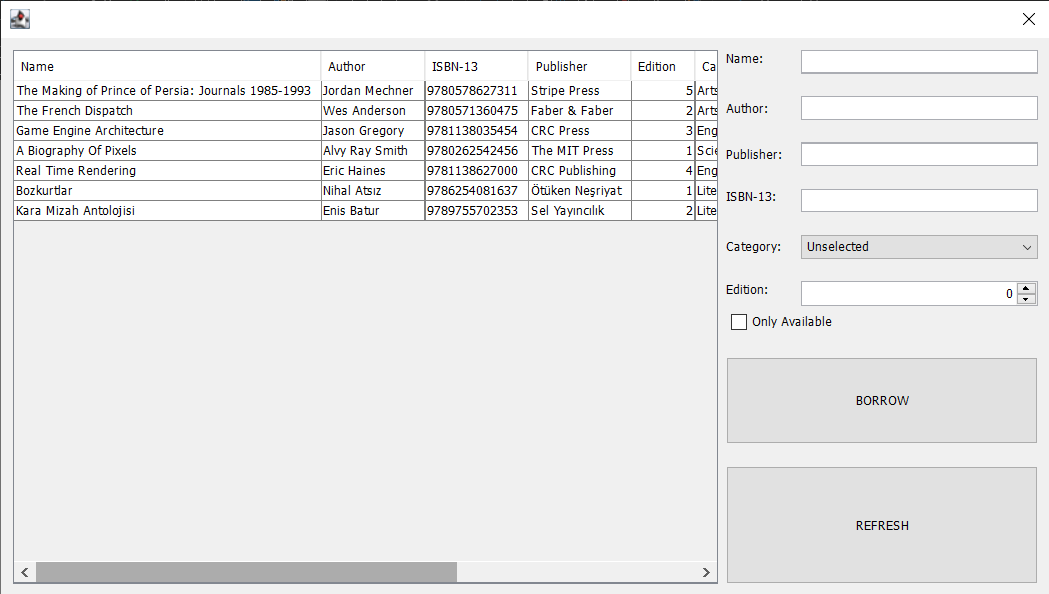 Name Author ISBN-13 Publisher Edition Ca
The Making of Prince of Persia: Journals 1985-1993 Jordan Mechner 9780578627311 Stripe Press 5 Arts
The French Dispatch Wes Anderson 9780571360475 Faber & Faber 2 Arts
Game Engine Architecture Jason Gregory 9781138035454 CRC Press 3 Eng
A Biography Of Pixels Alvy Ray Smith 9780262542456 The MIT Press 1 Scie
Real Time Rendering Eric Haines 9781138627000 CRC Publishing 4 Eng
Bozkurtlar Nihal Atsız 9786254081637 Ötüken Neşriyat 1 Lite
Kara Mizah Antolojisi Enis Batur 9789755702353 Sel Yayıncılık 2 Lite
Name:
Author:
Publisher:
ISBN-13:
Category: Unselected
Edition: 0
Only Available
BORROW
REFRESH